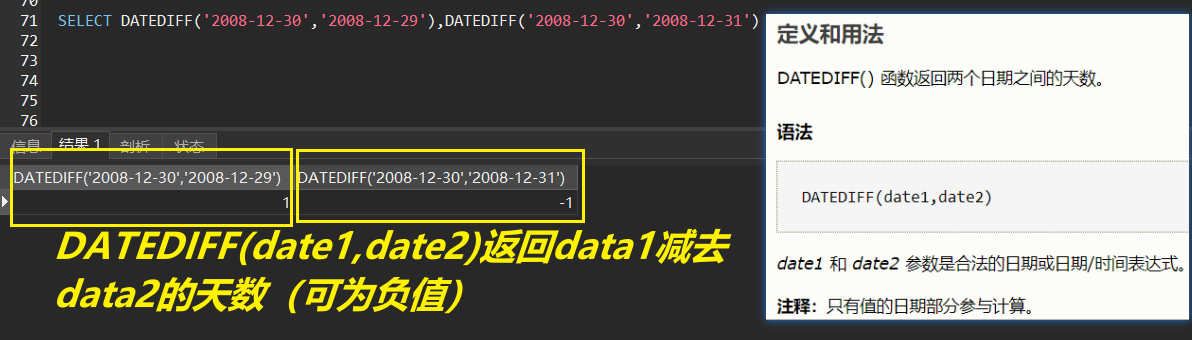 70
71 SELECT DATEDIFF('2008-12-30','2008-12-29'),DATEDIFF('2008-12-30','2008-12-31')
72
73
74
75
76
信息 结果 1 剖析 状态
DATEDIFF('2008-12-30','2008-12-29') DATEDIFF('2008-12-30','2008-12-31')
1 -1
DATEDIFF(date1,date2)返回data1减去
data2的天数（可为负值）
定义和用法
DATEDIFF() 函数返回两个日期之间的天数。
语法
DATEDIFF(date1,date2)
date1 和 date2 参数是合法的日期或日期/时间表达式。
注释：只有值的日期部分参与计算。